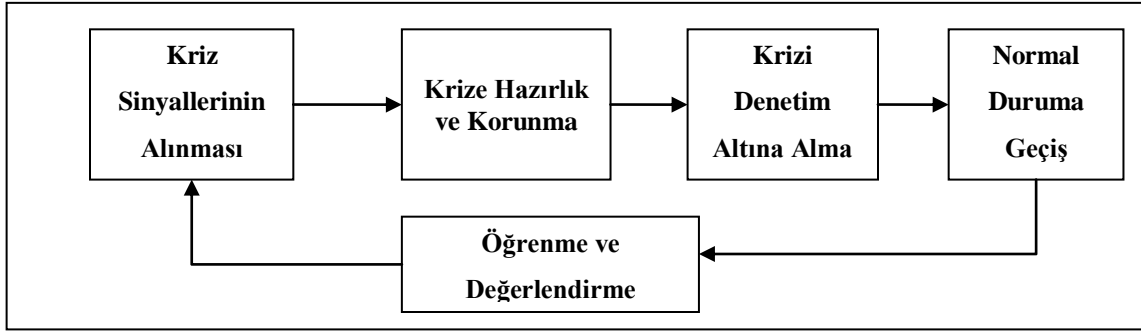 Kriz
Sinyallerinin
Alınması
Krize Hazırlık
ve Korunma
Krizi
Denetim
Altına Alma
Normal
Duruma
Geçiş
Öğrenme ve
Değerlendirme